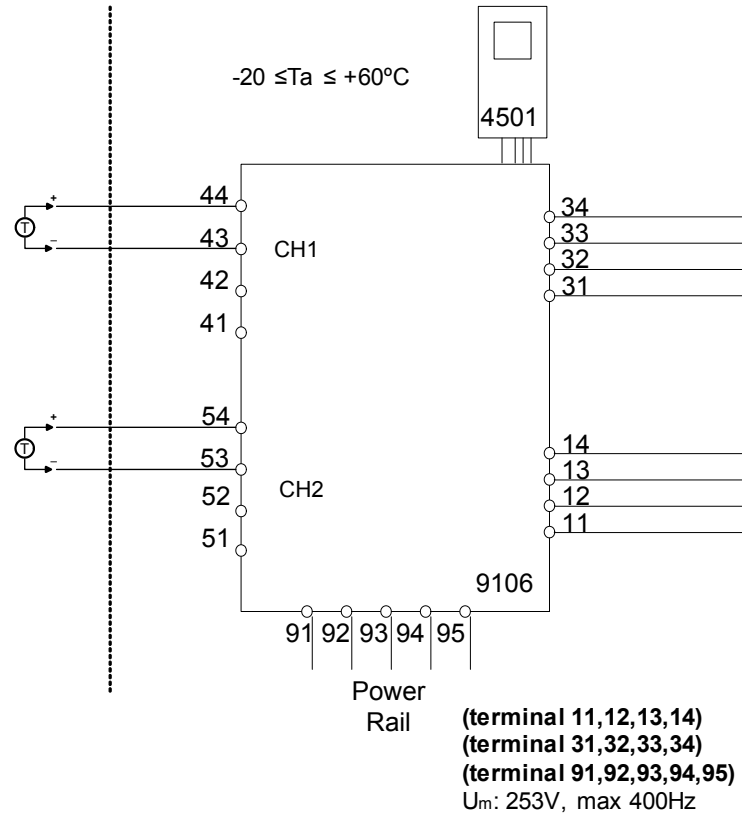 -20 ≤Ta ≤ +60ºC
4501
44
+
T
43
−
CH1
42
41
34
33
32
31
54
+
T
53
−
CH2
52
51
14
13
12
11
9106
91 92 93 94 95
Power
Rail
(terminal 11,12,13,14)
(terminal 31,32,33,34)
(terminal 91,92,93,94,95)
Um: 253V, max 400Hz